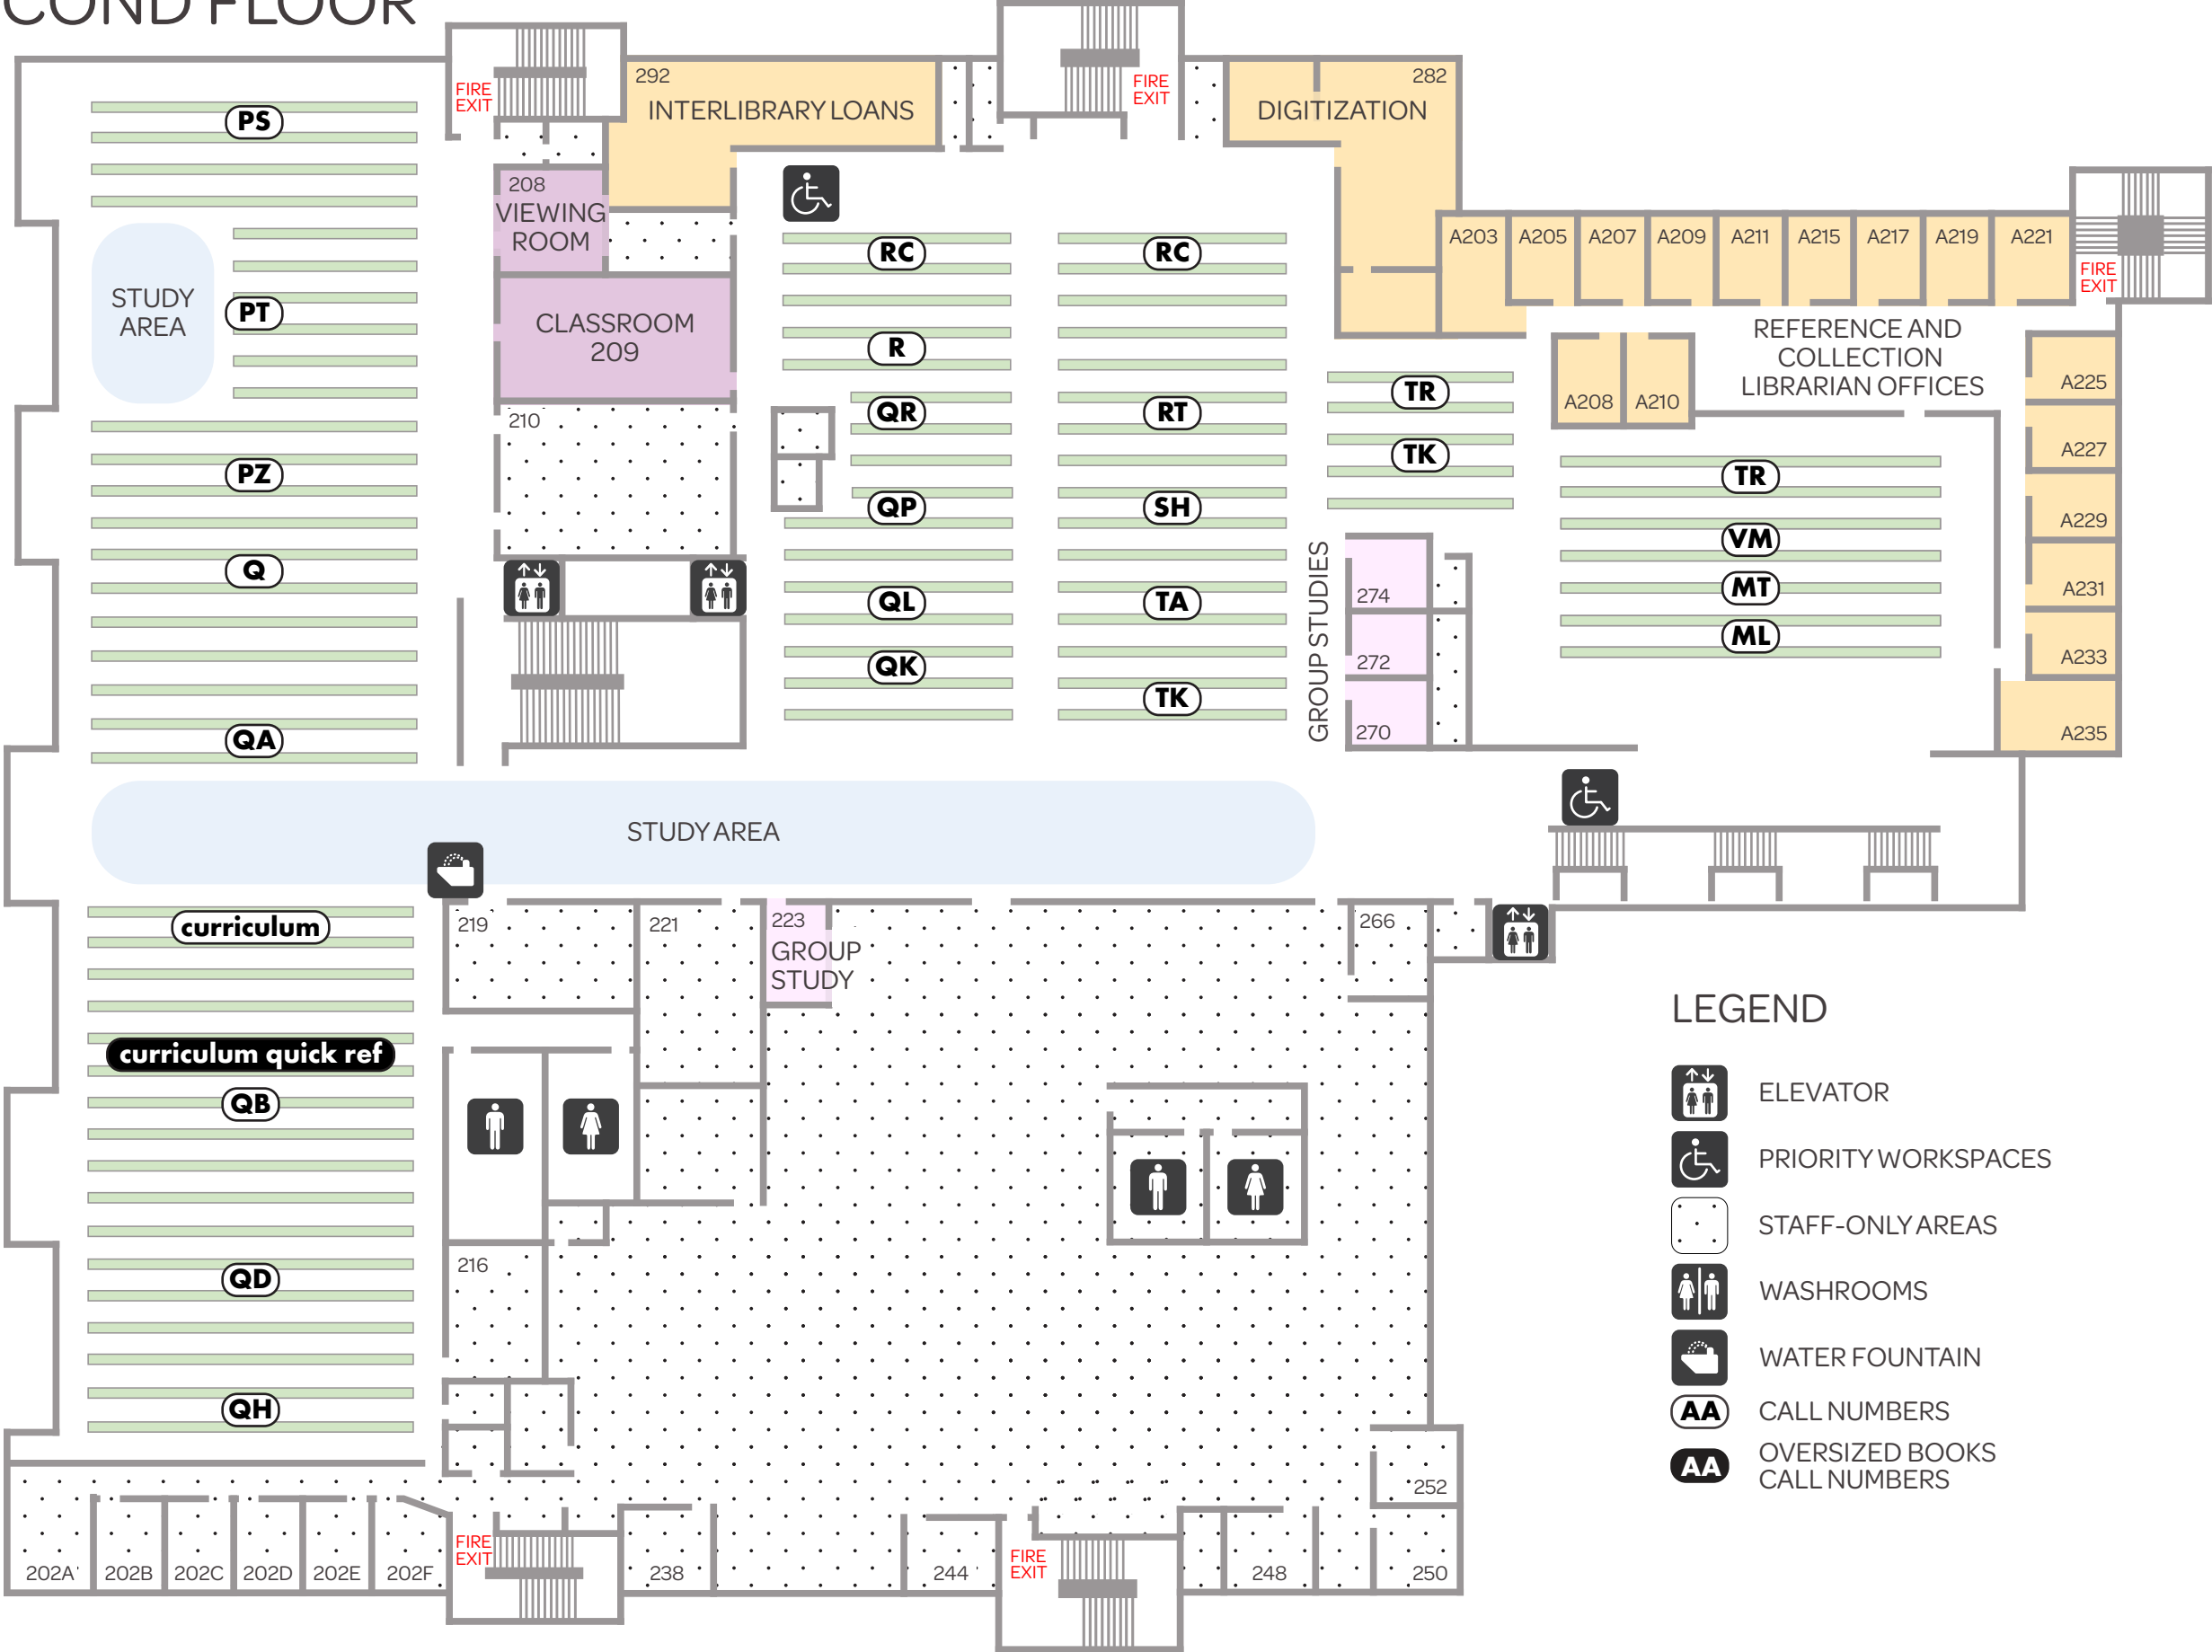 COND FLOOR
FIRE
EXIT
292
INTERLIBRARY LOANS
FIRE
EXIT
282
DIGITIZATION
PS
208
VIEWING
ROOM
STUDY
AREA
PT
CLASSROOM
209
210
PZ
Q
QA
RC
R
QR
QP
QL
QK
RC
RT
SH
TA
TK
TR
TK
A203
A205
A207
A209
A211
A215
A217
A219
A221
FIRE
EXIT
REFERENCE AND
COLLECTION
LIBRARIAN OFFICES
A208
A210
A225
A227
A229
A231
A233
A235
TR
VM
MT
ML
GROUP STUDIES
274
272
270
STUDY AREA
curriculum
curriculum quick ref
QB
QD
QH
219
221
223
GROUP
STUDY
266
216
252
202A
202B
202C
202D
202E
202F
FIRE
EXIT
238
244
FIRE
EXIT
248
250
LEGEND
ELEVATOR
PRIORITY WORKSPACES
STAFF-ONLY AREAS
WASHROOMS
WATER FOUNTAIN
AA CALL NUMBERS
AA OVERSIZED BOOKS
CALL NUMBERS